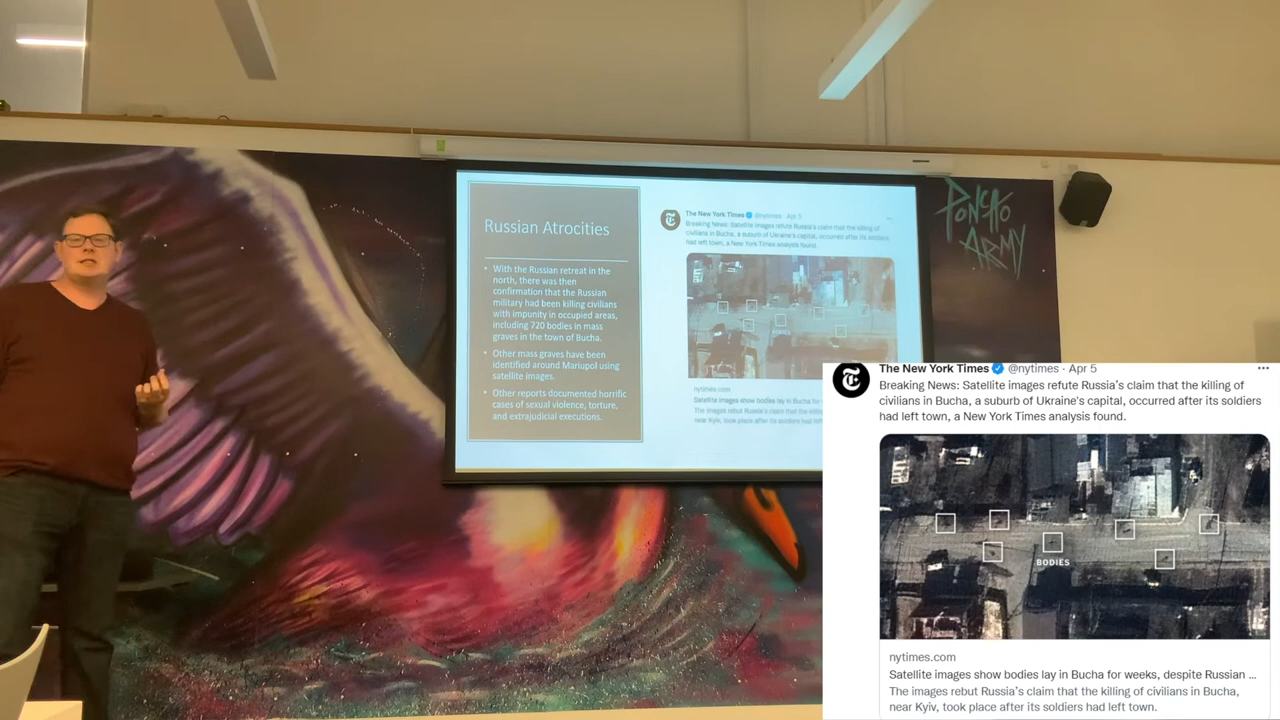 Russian Atrocities
• With the Russian retreat in the
north, there was then
confirmation that the Russian
military had been killing civilians
with impunity in occupied areas,
including 720 bodies in mass
graves in the town of Bucha.
• Other mass graves have been
identified around Mariupol using
satellite images.
• Other reports documented horrific
cases of sexual violence, torture,
and extrajudicial executions.
The New York Times @nytimes · Apr 5
Breaking News: Satellite images refute Russia's claim that the killing of
civilians in Bucha, a suburb of Ukraine's capital, occurred after its soldiers
had left town, a New York Times analysis found.
BODIES
nytimes.com
Satellite images show bodies lay in Bucha for
The images rebut Russia's claim that the killing
near Kyiv, took place after its soldiers had left
PONCHO
ARMY
The New York Times @nytimes · Apr 5
Breaking News: Satellite images refute Russia's claim that the killing of
civilians in Bucha, a suburb of Ukraine's capital, occurred after its soldiers
had left town, a New York Times analysis found.
BODIES
nytimes.com
Satellite images show bodies lay in Bucha for weeks, despite Russian ...
The images rebut Russia's claim that the killing of civilians in Bucha,
near Kyiv, took place after its soldiers had left town.